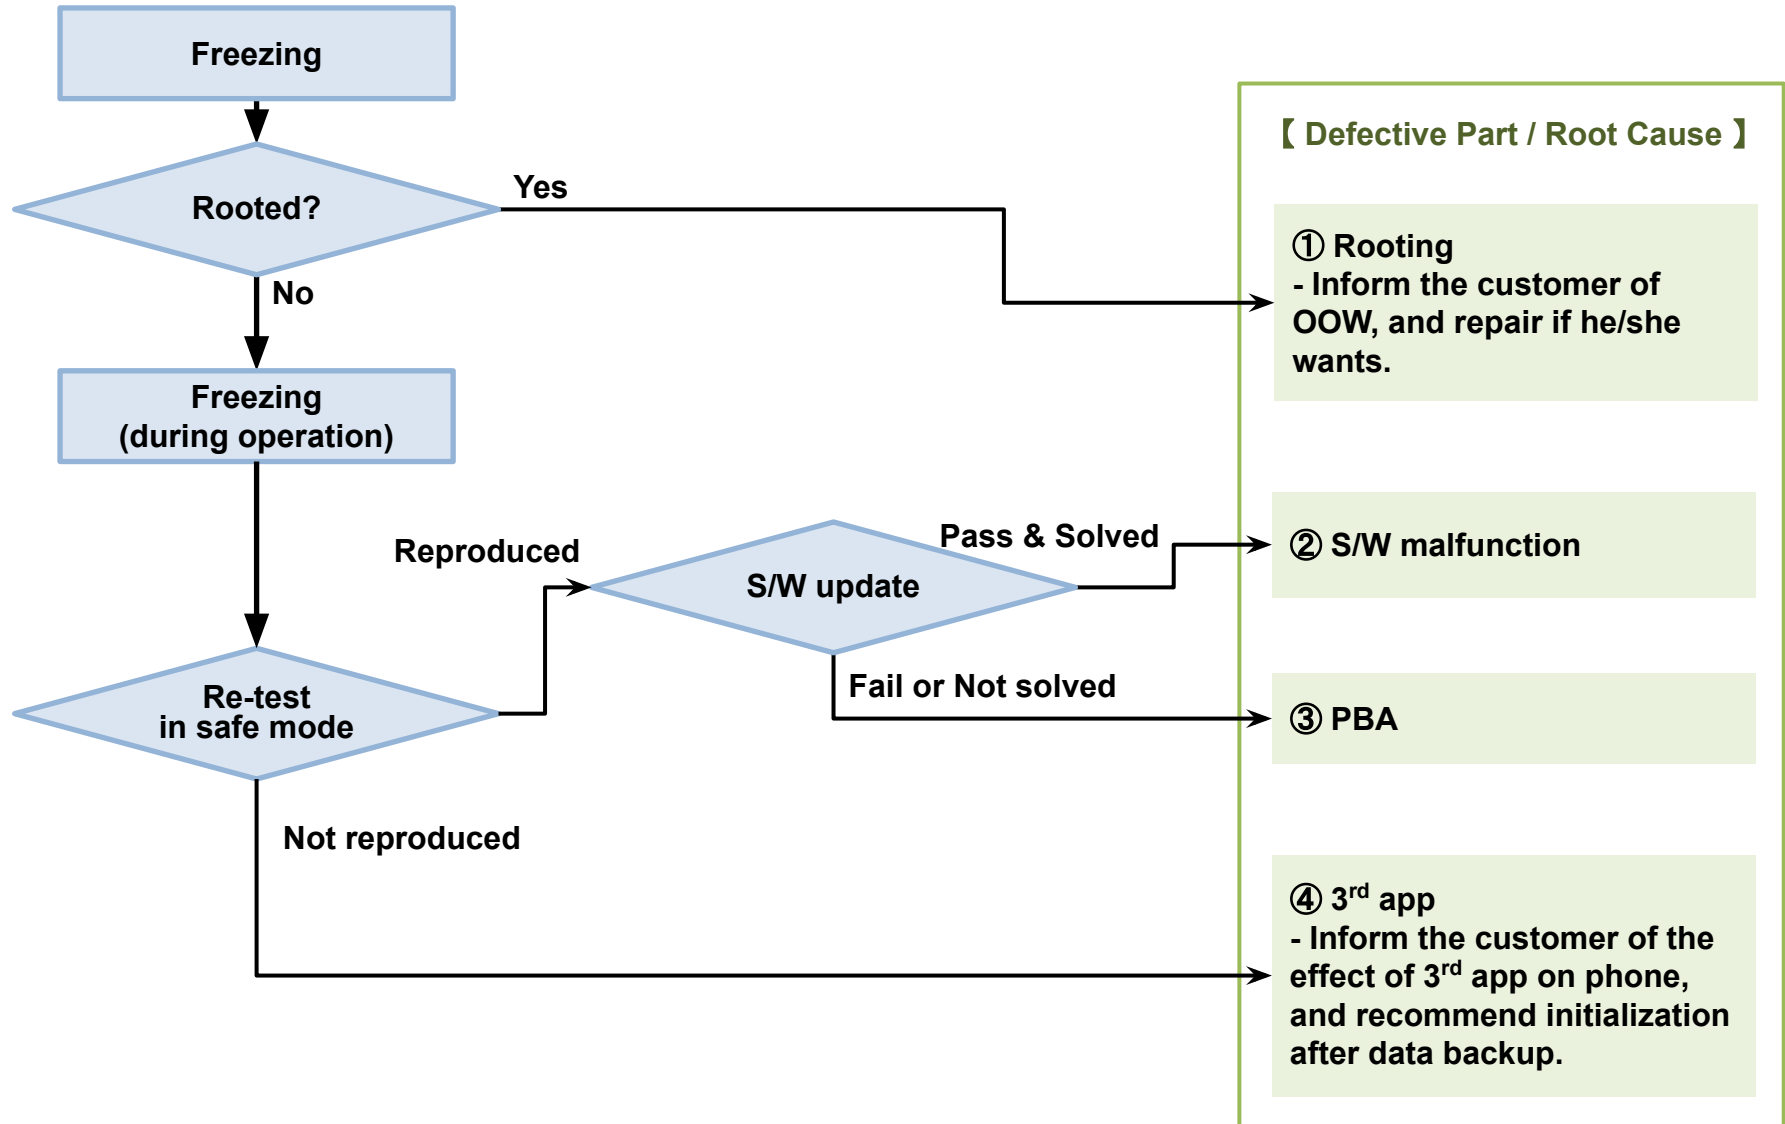 Freezing
【 Defective Part / Root Cause 】
Rooted?
Yes
① Rooting
- Inform the customer of
OOW, and repair if he/she
wants.
No
Freezing
(during operation)
Reproduced
S/W update
Pass & Solved
② S/W malfunction
Fail or Not solved
③ PBA
Re-test
in safe mode
Not reproduced
④ 3rd app
- Inform the customer of the
effect of 3rd app on phone,
and recommend initialization
after data backup.